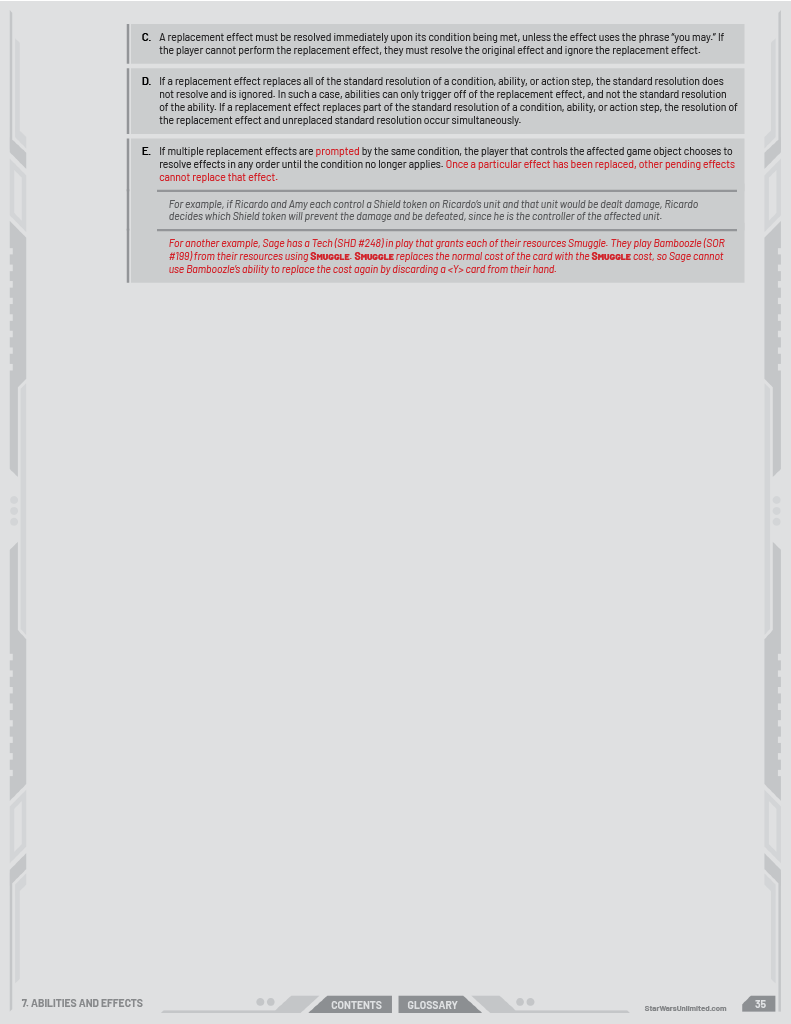 C. A replacement effect must be resolved immediately upon its condition being met, unless the effect uses the phrase "you may." If
the player cannot perform the replacement effect, they must resolve the original effect and ignore the replacement effect.
D. If a replacement effect replaces all of the standard resolution of a condition, ability, or action step, the standard resolution does
not resolve and is ignored. In such a case, abilities can only trigger off of the replacement effect, and not the standard resolution
of the ability. If a replacement effect replaces part of the standard resolution of a condition, ability, or action step, the resolution of
the replacement effect and unreplaced standard resolution occur simultaneously.
E. If multiple replacement effects are prompted by the same condition, the player that controls the affected game object chooses to
resolve effects in any order until the condition no longer applies. Once a particular effect has been replaced, other pending effects
cannot replace that effect.
For example, if Ricardo and Amy each control a Shield token on Ricardo's unit and that unit would be dealt damage, Ricardo
decides which Shield token will prevent the damage and be defeated, since he is the controller of the affected unit.
For another example, Sage has a Tech (SHD #248) in play that grants each of their resources Smuggle. They play Bamboozle (SOR
#199) from their resources using SMUGGLE. SMUGGLE replaces the normal cost of the card with the SMUGGLE cost, so Sage cannot
use Bamboozle's ability to replace the cost again by discarding a <Y> card from their hand.
7. ABILITIES AND EFFECTS
CONTENTS
GLOSSARY
StarWarsUnlimited.com
35